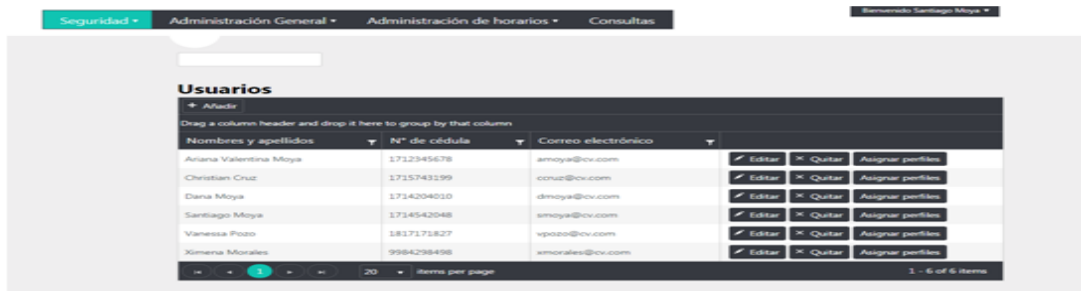 Seguridad Administración General Administración de horarios Consultas
Bienvenido Santiago Moya
Usuarios
+ Añadir
Drag a column header and drop it here to group by that column
Nombres y apellidos N° de cédula Correo electrónico
Ariana Valentina Moya 1712345678 amoya@cv.com Editar × Quitar Asignar perfiles
Christian Cruz 1715743199 ccruz@cv.com Editar × Quitar Asignar perfiles
Dana Moya 1714204010 dmoya@cv.com Editar × Quitar Asignar perfiles
Santiago Moya 1714542048 smoya@cv.com Editar × Quitar Asignar perfiles
Vanessa Pozo 1817171827 vpozo@cv.com Editar × Quitar Asignar perfiles
Ximena Morales 9984298498 xmorales@cv.com Editar × Quitar Asignar perfiles
1 20 items per page 1 - 6 of 6 items